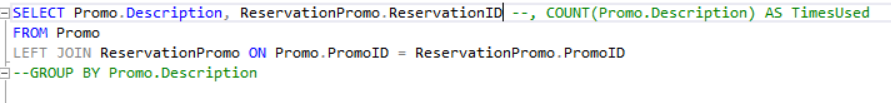 SELECT Promo.Description, ReservationPromo.ReservationID --, COUNT(Promo.Description) AS TimesUsed
FROM Promo
LEFT JOIN ReservationPromo ON Promo.PromoID = ReservationPromo.PromoID
--GROUP BY Promo.Description